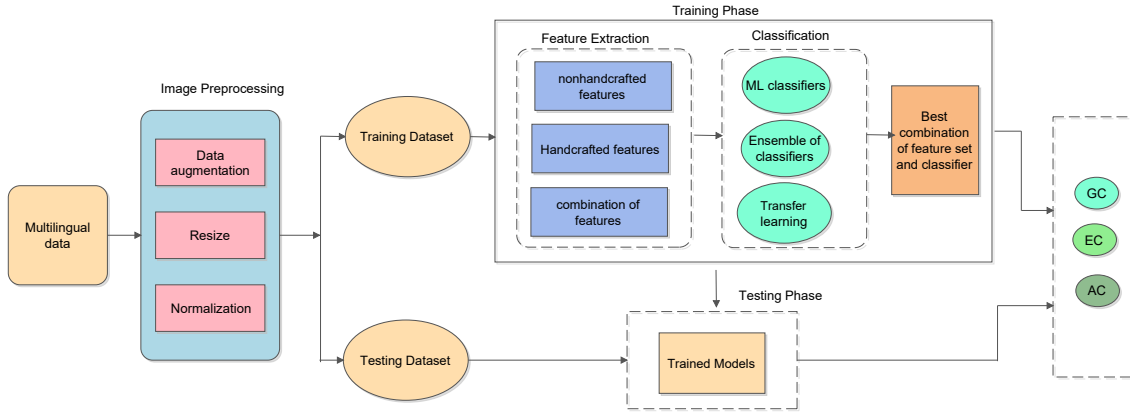 Training Phase
Feature Extraction
Classification
Image Preprocessing
nonhandcrafted
features
Handcrafted features
combination of
features
ML classifiers
Ensemble of
classifiers
Transfer
learning
Best
combination
of feature set
and classifier
Training Dataset
Data
augmentation
Resize
Normalization
Multilingual
data
GC
EC
AC
Testing Phase
Testing Dataset
Trained Models